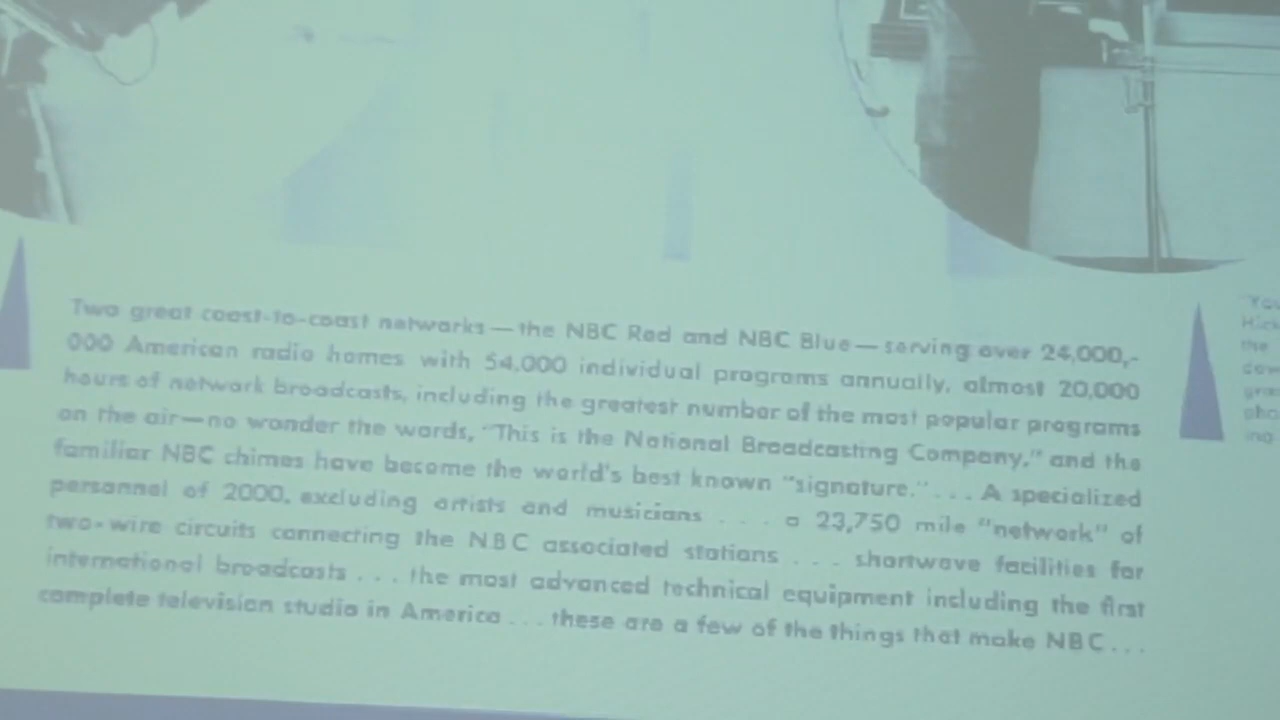 Two great coast-to-coast networks—the NBC Red and NBC Blue—serving over 24,000,-
000 American radio homes with 54,000 individual programs annually, almost 20,000
hours of network broadcasts, including the greatest number of the most popular programs
on the air—no wonder the words, "This is the National Broadcasting Company," and the
familiar NBC chimes have become the world's best known "signature." . . . A specialized
personnel of 2000, excluding artists and musicians . . . a 23,750 mile "network" of
two-wire circuits connecting the NBC associated stations . . . shortwave facilities for
international broadcasts . . . the most advanced technical equipment including the first
complete television studio in America . . . these are a few of the things that make NBC . . .
the